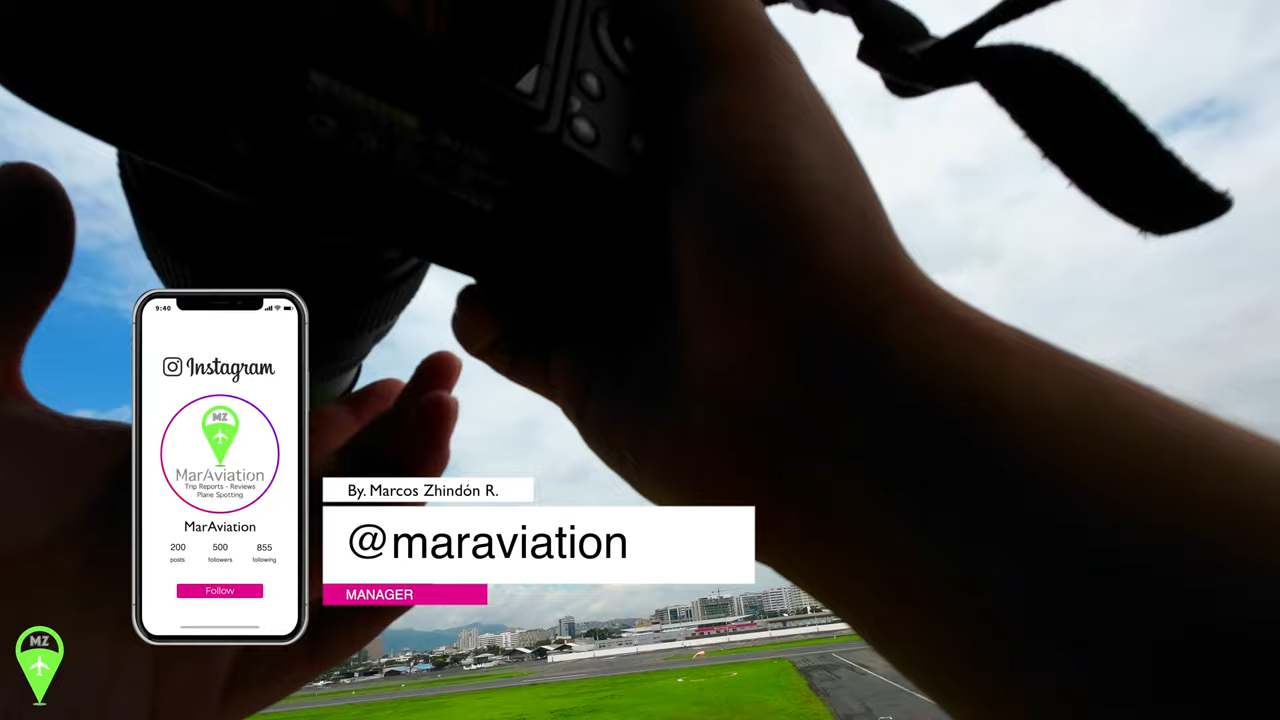 9:40
Instagram
MZ
MarAviation
Trip Reports - Reviews
Plane Spotting
MarAviation
200 500 855
posts followers following
Follow
By. Marcos Zhindón R.
@maraviation
MANAGER
MZ